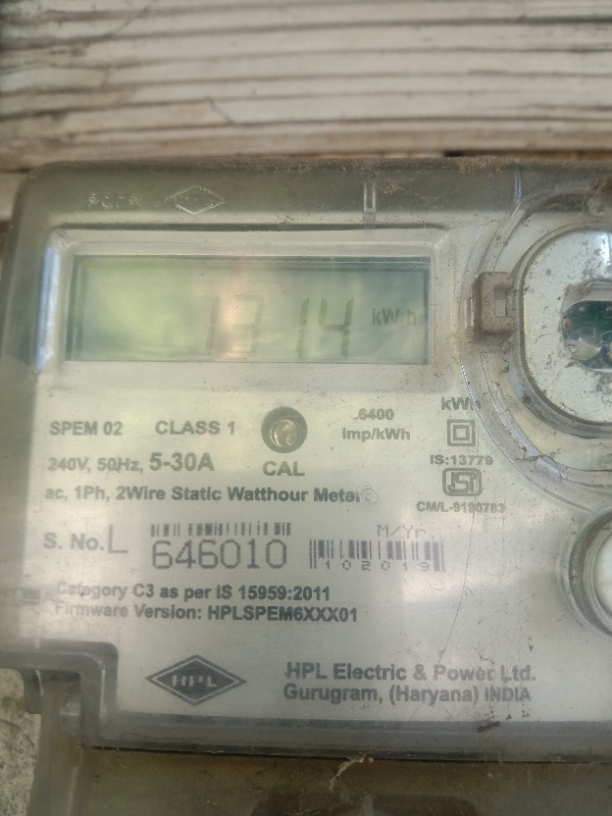 1314 kWh
SPEM 02 CLASS 1
6400
imp/kWh
kWh
240V, 50Hz, 5-30A
CAL
IS:13779
ac, 1Ph, 2Wire Static Watthour Meter
CM/L-9190783
S. No. L 646010
M/Yr
102019
Category C3 as per IS 15959:2011
Firmware Version: HPLSPEM6XXX01
HPL
HPL Electric & Power Ltd.
Gurugram, (Haryana) INDIA